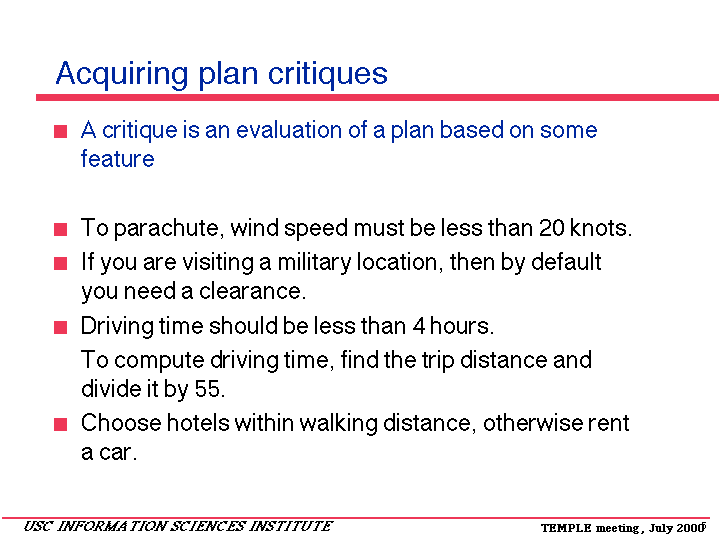 Acquiring plan critiques
A critique is an evaluation of a plan based on some
feature
To parachute, wind speed must be less than 20 knots.
If you are visiting a military location, then by default
you need a clearance.
Driving time should be less than 4 hours.
To compute driving time, find the trip distance and
divide it by 55.
Choose hotels within walking distance, otherwise rent
a car.
USC INFORMATION SCIENCES INSTITUTE
TEMPLE meeting, July 2000